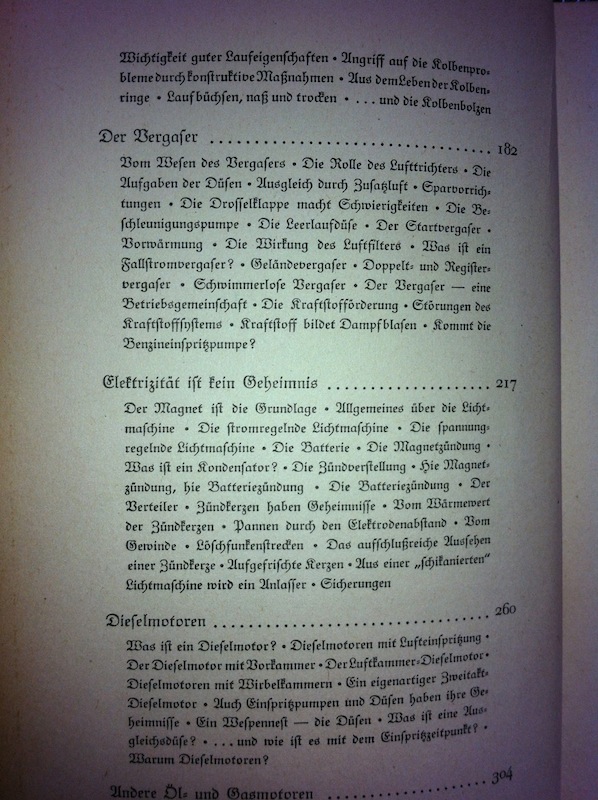 Wichtigkeit guter Laufeigenschaften • Angriff auf die Kolbenpro-
bleme durch konstruktive Maßnahmen • Aus dem Leben der Kolben-
ringe • Laufbüchsen, naß und trocken • ... und die Kolbenbolzen
Der Vergaser ................................ 182
Vom Wesen des Vergasers • Die Rolle des Lufttrichters • Die
Aufgaben der Düsen • Ausgleich durch Zusatzluft • Sparvorrich-
tungen • Die Drosselklappe macht Schwierigkeiten • Die Be-
schleunigungspumpe • Die Leerlaufdüse • Der Startvergaser •
Vorwärmung • Die Wirkung des Luftfilters • Was ist ein
Fallstromvergaser? • Geländevergaser • Doppelt- und Register-
vergaser • Schwimmerlose Vergaser • Der Vergaser — eine
Betriebsgemeinschaft • Die Kraftstofförderung • Störungen des
Kraftstoffsystems • Kraftstoff bildet Dampfblasen • Kommt die
Benzineinspritzpumpe?
Elektrizität ist kein Geheimnis ................... 217
Der Magnet ist die Grundlage • Allgemeines über die Licht-
maschine • Die stromregelnde Lichtmaschine • Die spannung-
regelnde Lichtmaschine • Die Batterie • Die Magnetzündung •
Was ist ein Kondensator? • Die Zündverstellung • Hie Magnet-
zündung, hie Batteriezündung • Die Batteriezündung • Der
Verteiler • Zündkerzen haben Geheimnisse • Vom Wärmewert
der Zündkerzen • Pannen durch den Elektrodenabstand • Vom
Gewinde • Löschfunkenstrecken • Das aufschlußreiche Aussehen
einer Zündkerze • Aufgefrischte Kerzen • Aus einer „schikanierten“
Lichtmaschine wird ein Anlasser • Sicherungen
Dieselmotoren ................................ 260
Was ist ein Dieselmotor? • Dieselmotoren mit Lufteinspritzung •
Der Dieselmotor mit Vorkammer • Der Luftkammer-Dieselmotor •
Dieselmotoren mit Wirbelkammern • Ein eigenartiger Zweitakt-
Dieselmotor • Auch Einspritzpumpen und Düsen haben ihre Ge-
heimnisse • Ein Wespennest — die Düsen • Was ist eine Aus-
gleichsdüse? • ... und wie ist es mit dem Einspritzzeitpunkt? •
Warum Dieselmotoren?
Andere Öl- und Gasmotoren .................. 304